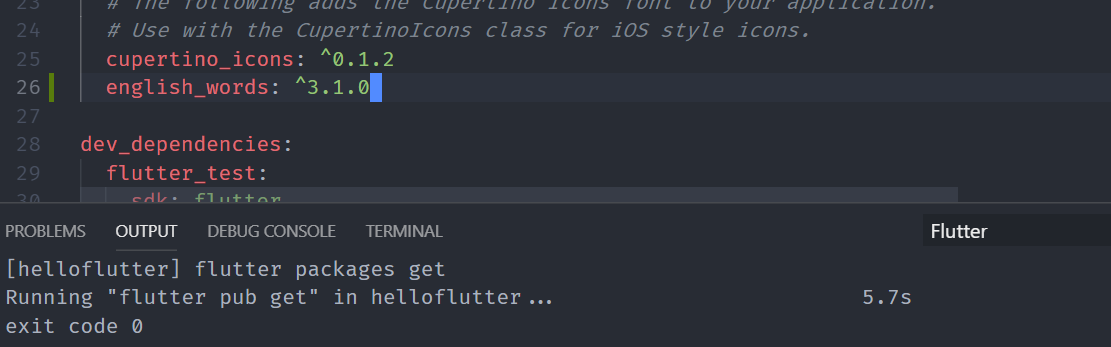 23 # The following adds the Cupertino Icons font to your application.
24 # Use with the CupertinoIcons class for iOS style icons.
25 cupertino_icons: ^0.1.2
26 english_words: ^3.1.0
27
28 dev_dependencies:
29 flutter_test:
30 sdk: flutter
PROBLEMS OUTPUT DEBUG CONSOLE TERMINAL Flutter
[helloflutter] flutter packages get
Running "flutter pub get" in helloflutter... 5.7s
exit code 0